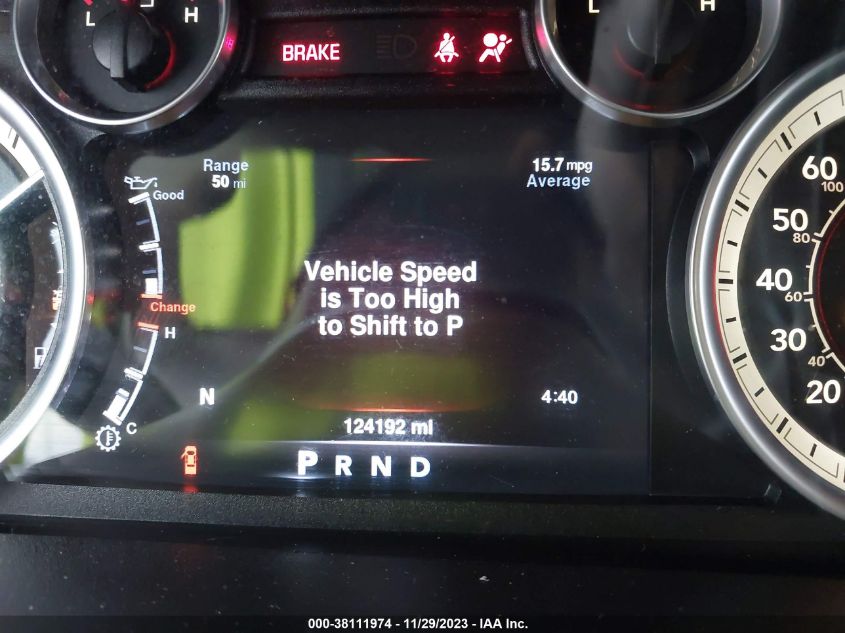 L H
L H
BRAKE
Range
50 mi
15.7 mpg
Average
Good
Vehicle Speed
is Too High
to Shift to P
Change
H
C
N
4:40
124192 mi
P R N D
60
100
50
80
40
60
30
40
20
000-38111974 - 11/29/2023 - IAA Inc.